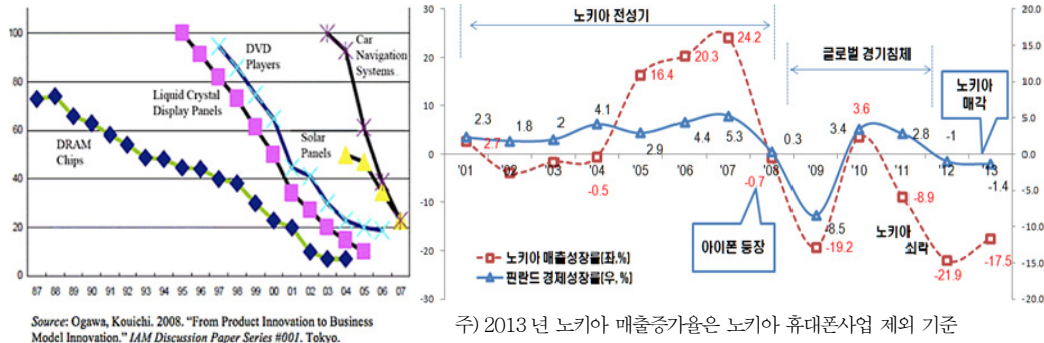 100
80
60
40
20
0
DVD
Players
Car
Navigation
Systems
Liquid Crystal
Display Panels
DRAM
Chips
Solar
Panels
87 88 89 90 91 92 93 94 95 96 97 98 99 00 01 02 03 04 05 06 07
Source: Ogawa, Kouichi. 2008. "From Product Innovation to Business
Model Innovation." IAM Discussion Paper Series #001. Tokyo.
30
20
10
0
-10
-20
-30
20.0
15.0
10.0
5.0
0.0
-5.0
-10.0
-15.0
-20.0
노키아 전성기
글로벌 경기침체
노키아
매각
아이폰 등장
노키아
쇠락
2.3 1.8 2 4.1 2.9 4.4 5.3 0.3 -8.5 3.4 2.8 -1 -1.4
2.7 -0.5 16.4 20.3 24.2 -0.7 -19.2 3.6 -8.9 -21.9 -17.5
'01 '02 '03 '04 '05 '06 '07 '08 '09 '10 '11 '12 '13
노키아 매출성장률(좌,%)
핀란드 경제성장률(우, %)
주) 2013년 노키아 매출증가율은 노키아 휴대폰사업 제외 기준